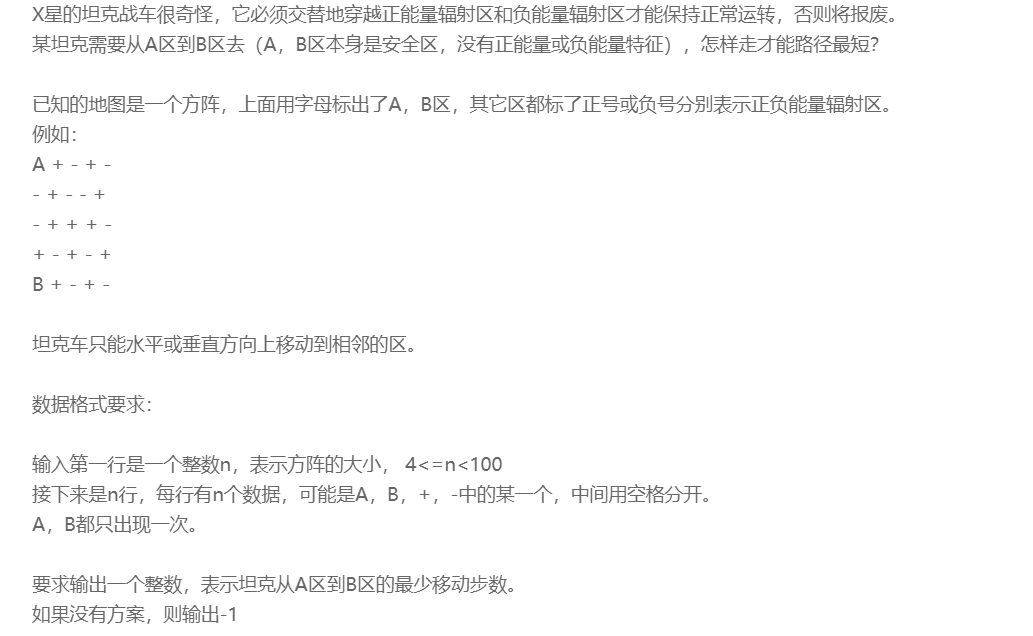 X星的坦克战车很奇怪，它必须交替地穿越正能量辐射区和负能量辐射区才能保持正常运转，否则将报废。
某坦克需要从A区到B区去（A，B区本身是安全区，没有正能量或负能量特征），怎样走才能路径最短？
已知的地图是一个方阵，上面用字母标出了A，B区，其它区都标了正号或负号分别表示正负能量辐射区。
例如：
A + - + -
- + - - +
- + + + -
+ - + - +
B + - + -
坦克车只能水平或垂直方向上移动到相邻的区。
数据格式要求：
输入第一行是一个整数n，表示方阵的大小， 4<=n<100
接下来是n行，每行有n个数据，可能是A，B，+，-中的某一个，中间用空格分开。
A，B都只出现一次。
要求输出一个整数，表示坦克从A区到B区的最少移动步数。
如果没有方案，则输出-1